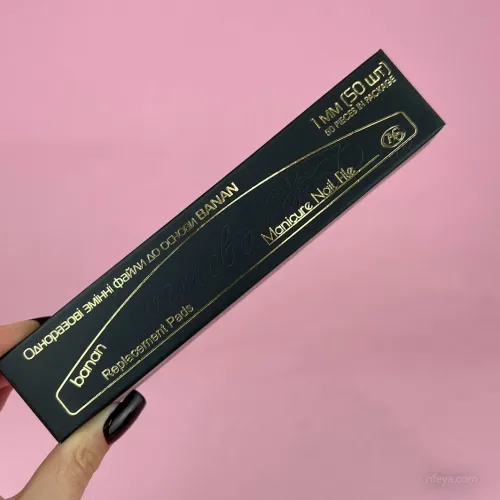 1 мм (50 шт)
50 PIECES IN PACKAGE
Одноразові змінні файли до основи BANAN
Manicure Nail File
banan
Replacement Pads
nfeya.com